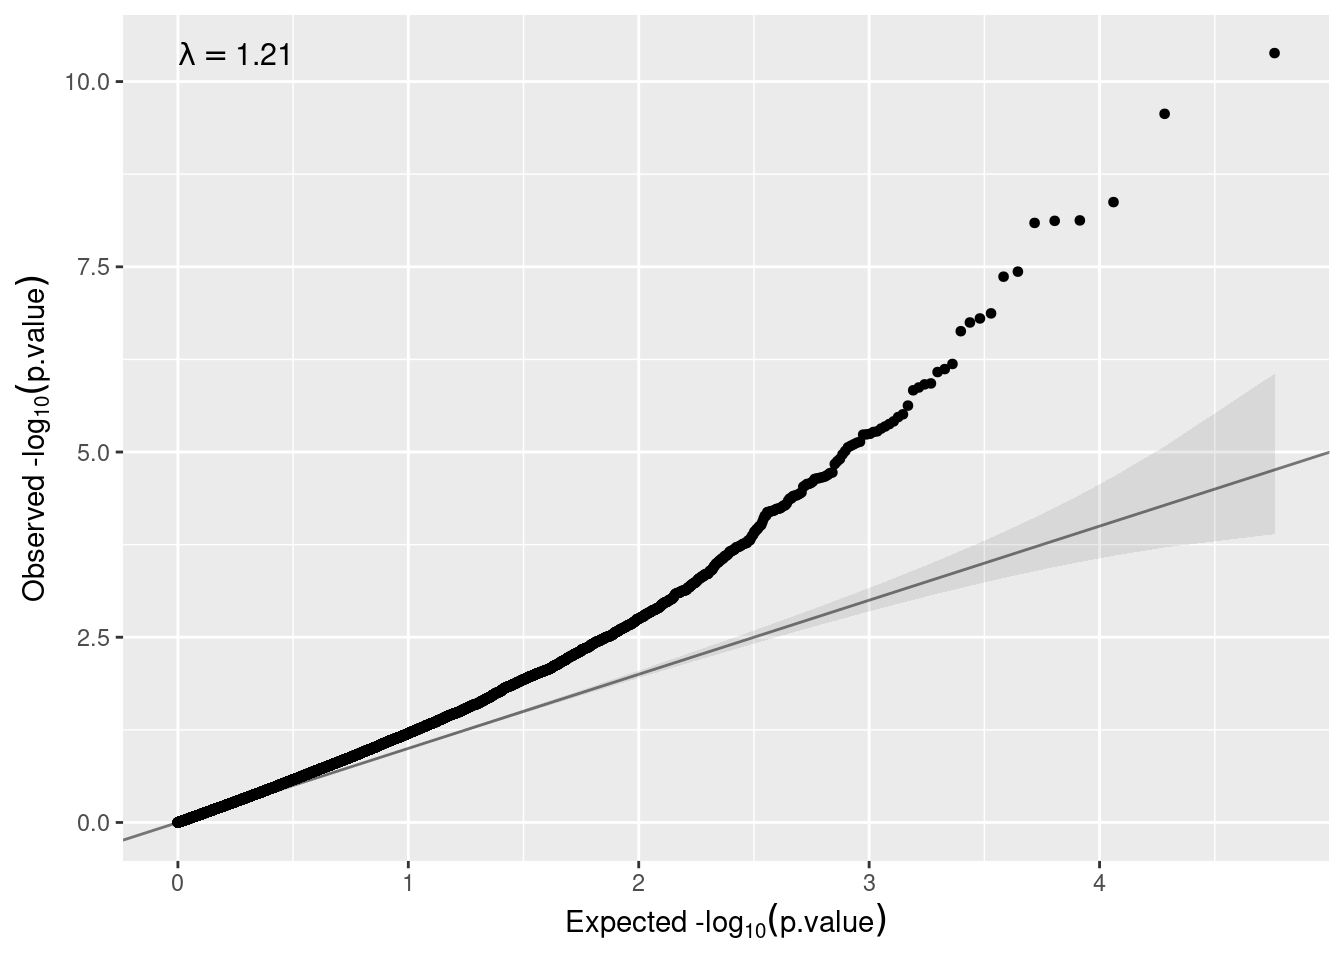 λ = 1.21
10.0
7.5
5.0
2.5
0.0
Observed -log₁₀(p.value)
0 1 2 3 4
Expected -log₁₀(p.value)